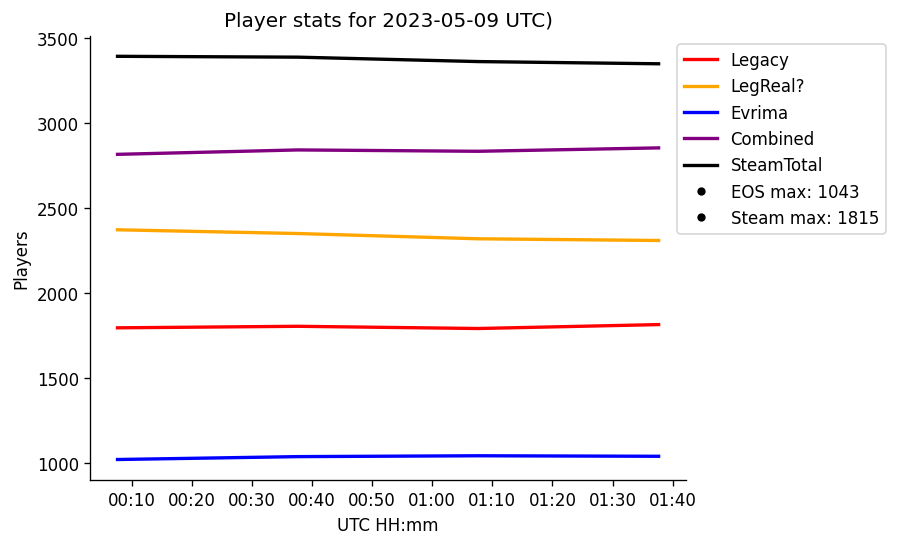 Player stats for 2023-05-09 UTC)
3500
3000
2500
2000
1500
1000
Players
00:10 00:20 00:30 00:40 00:50 01:00 01:10 01:20 01:30 01:40
UTC HH:mm
Legacy
LegReal?
Evrima
Combined
SteamTotal
EOS max: 1043
Steam max: 1815